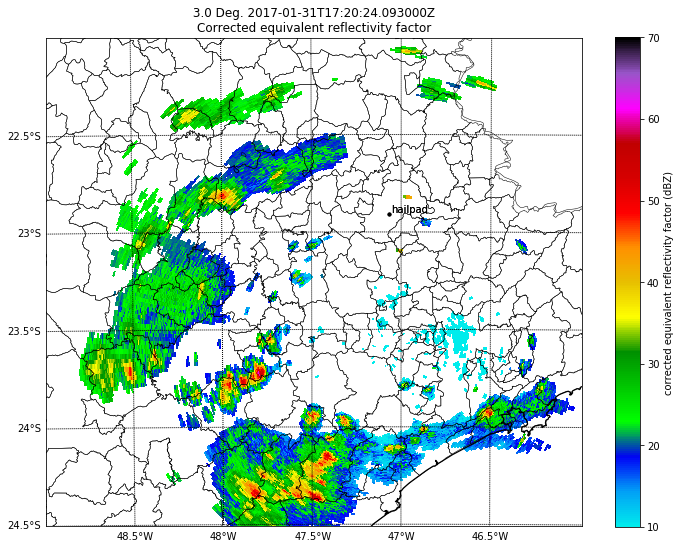 3.0 Deg. 2017-01-31T17:20:24.093000Z
Corrected equivalent reflectivity factor
70
60
50
40
30
20
10
corrected equivalent reflectivity factor (dBZ)
22.5°S
hailpad
23°S
23.5°S
24°S
24.5°S
48.5°W
48°W
47.5°W
47°W
46.5°W